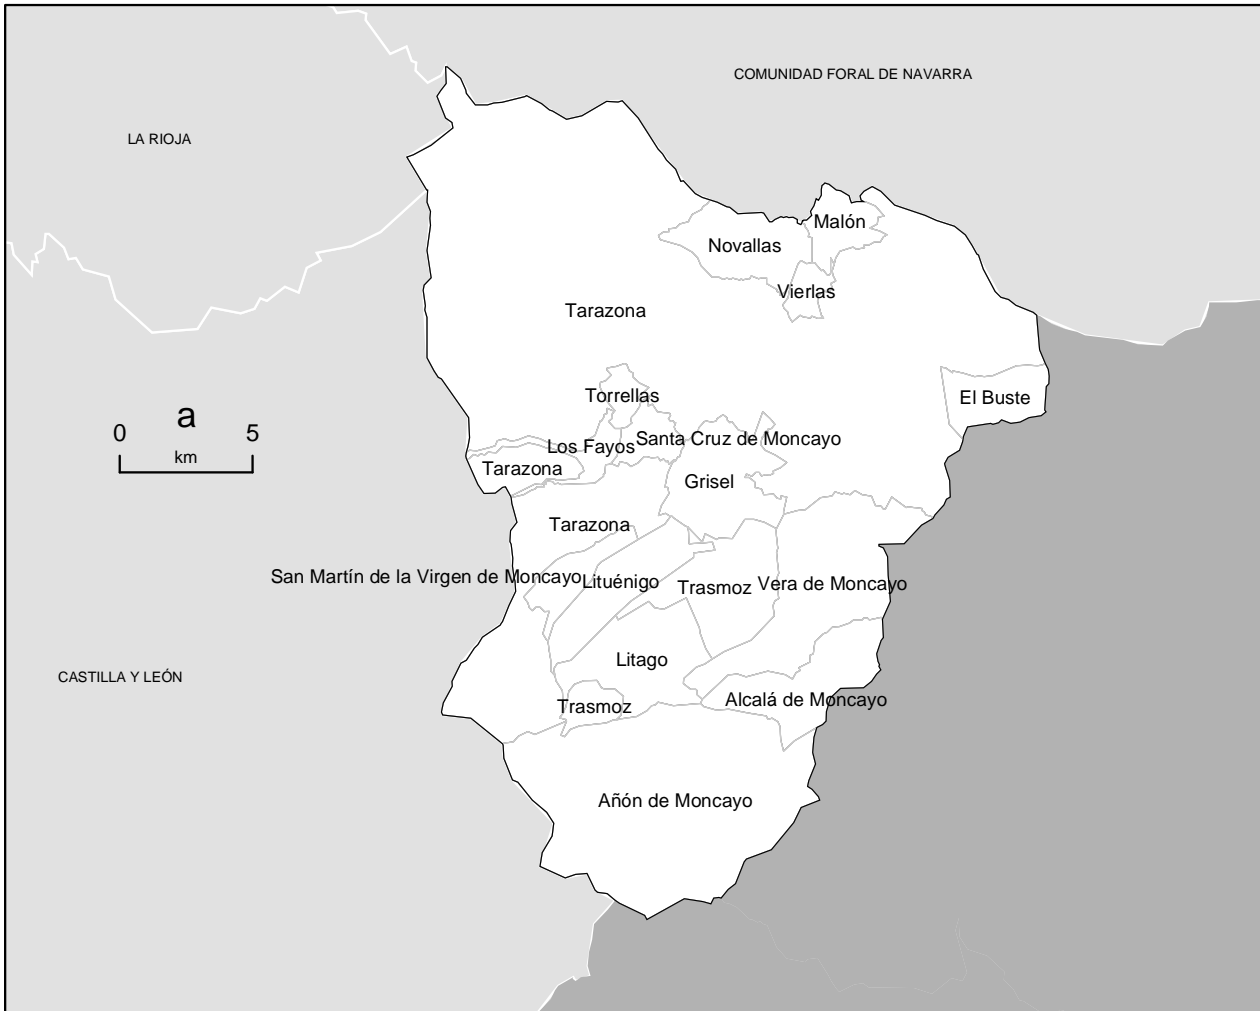 COMUNIDAD FORAL DE NAVARRA
LA RIOJA
Malón
Novallas
Vierlas
Tarazona
Torrellas
El Buste
a
0 5
km
Santa Cruz de Moncayo
Los Fayos
Tarazona
Grisel
Tarazona
San Martín de la Virgen de Moncayo
Lituénigo
Trasmoz
Vera de Moncayo
Litago
CASTILLA Y LEÓN
Trasmoz
Alcalá de Moncayo
Añón de Moncayo